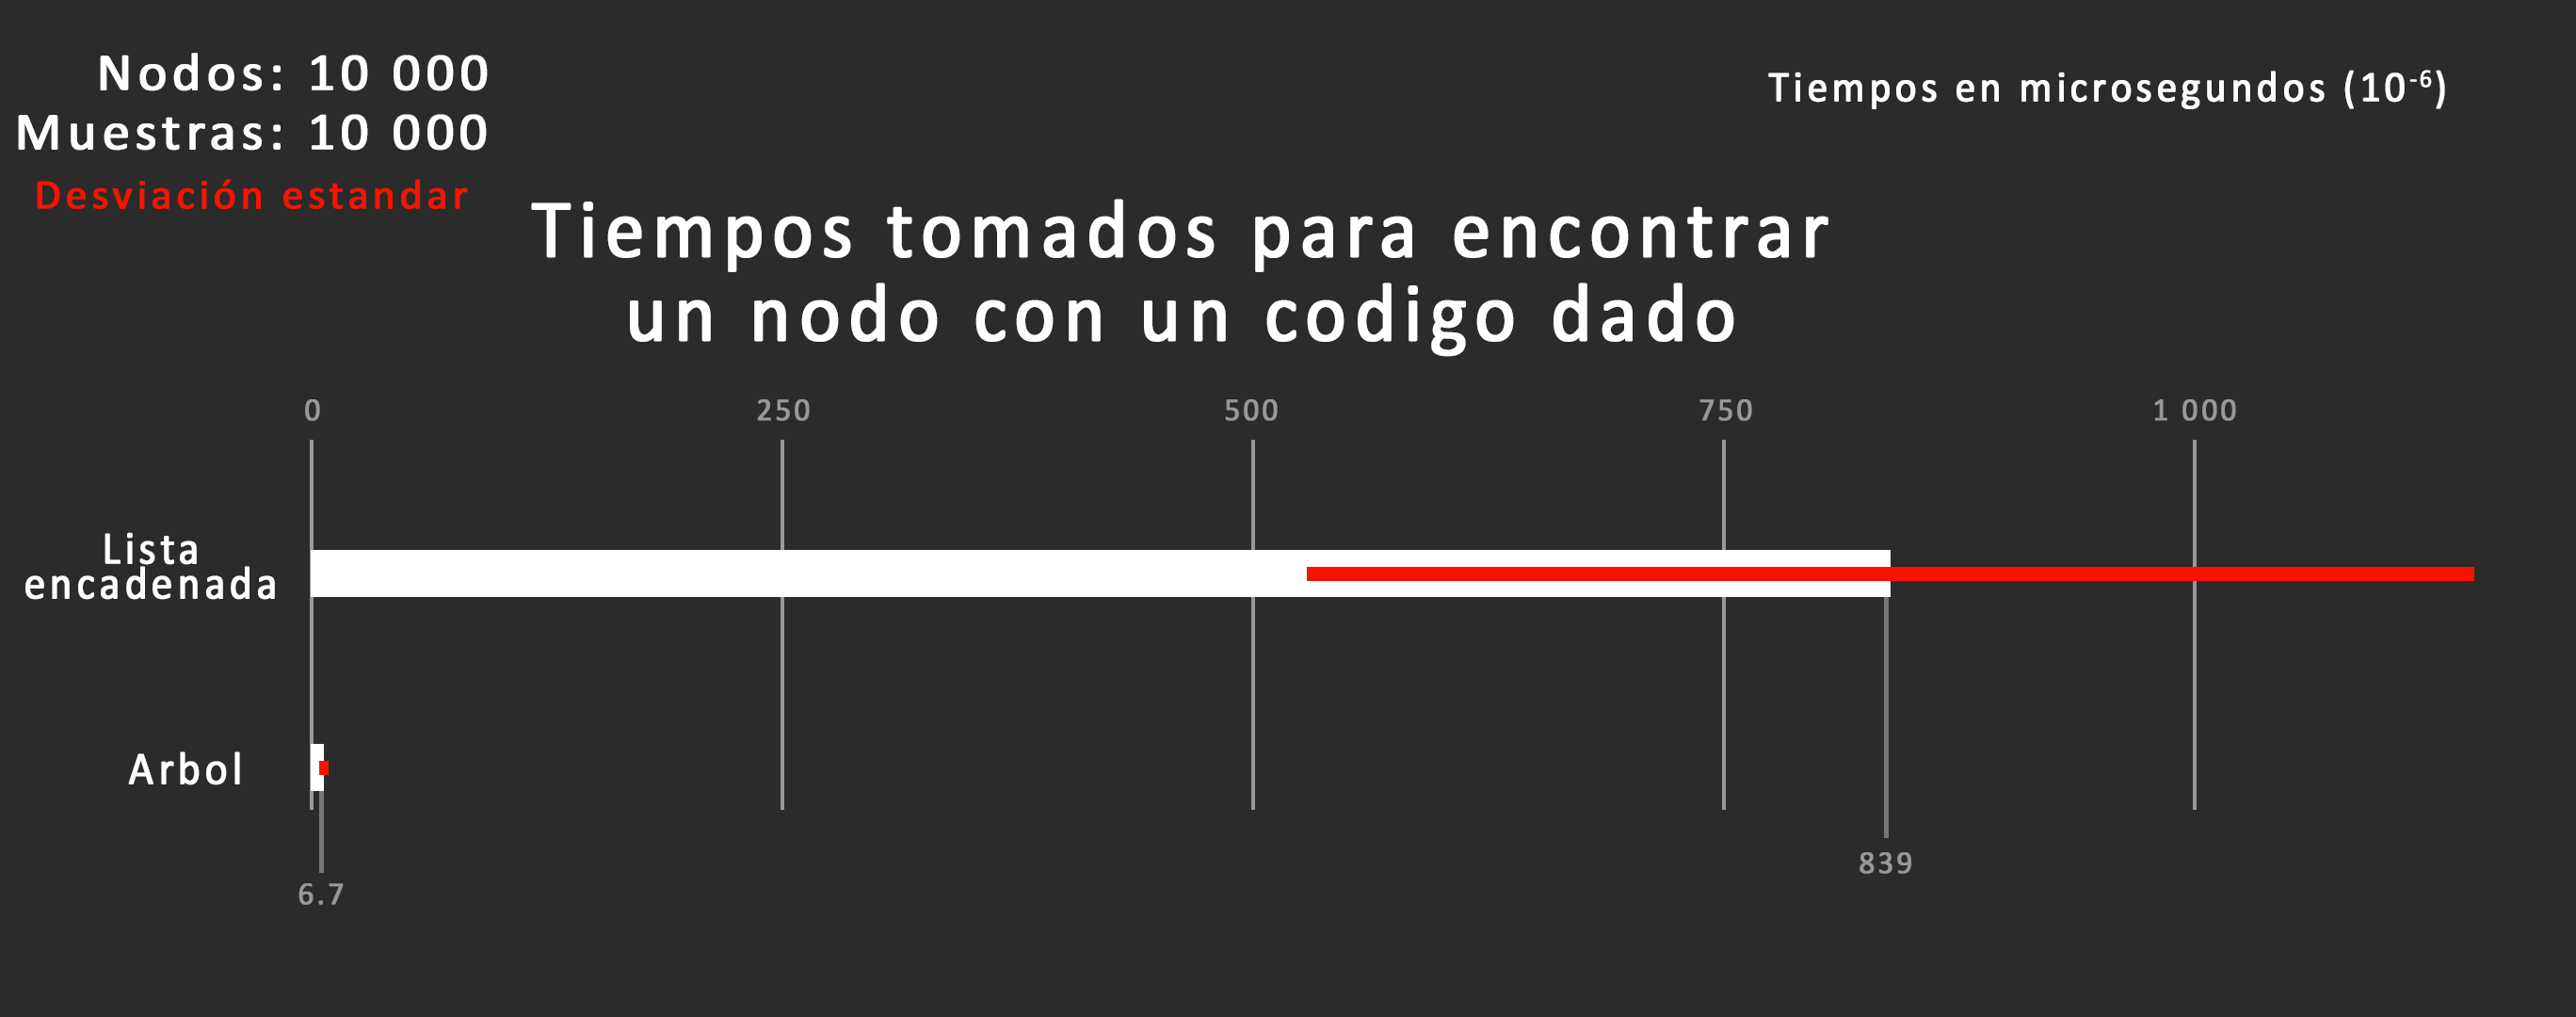 Nodos: 10 000
Muestras: 10 000
Desviación estandar
Tiempos en microsegundos (10⁻⁶)
Tiempos tomados para encontrar
un nodo con un codigo dado
0 250 500 750 1 000
Lista
encadenada
Arbol
839
6.7